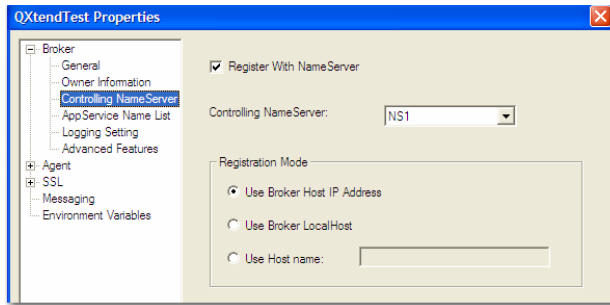 QXtendTest Properties
Broker
General
Owner Information
Controlling NameServer
AppService Name List
Logging Setting
Advanced Features
Agent
SSL
Messaging
Environment Variables
Register With NameServer
Controlling NameServer:
NS1
Registration Mode
Use Broker Host IP Address
Use Broker LocalHost
Use Host name: